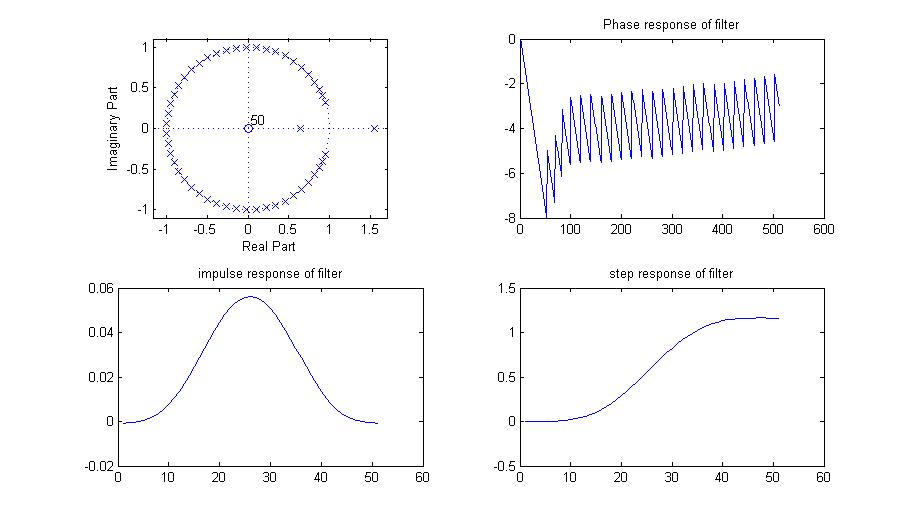 1
0.5
0
-0.5
-1
Imaginary Part
50
-1 -0.5 0 0.5 1 1.5
Real Part
Phase response of filter
0
-2
-4
-6
-8
0 100 200 300 400 500 600
impulse response of filter
0.06
0.04
0.02
0
-0.02
0 10 20 30 40 50 60
step response of filter
1.5
1
0.5
0
-0.5
0 10 20 30 40 50 60